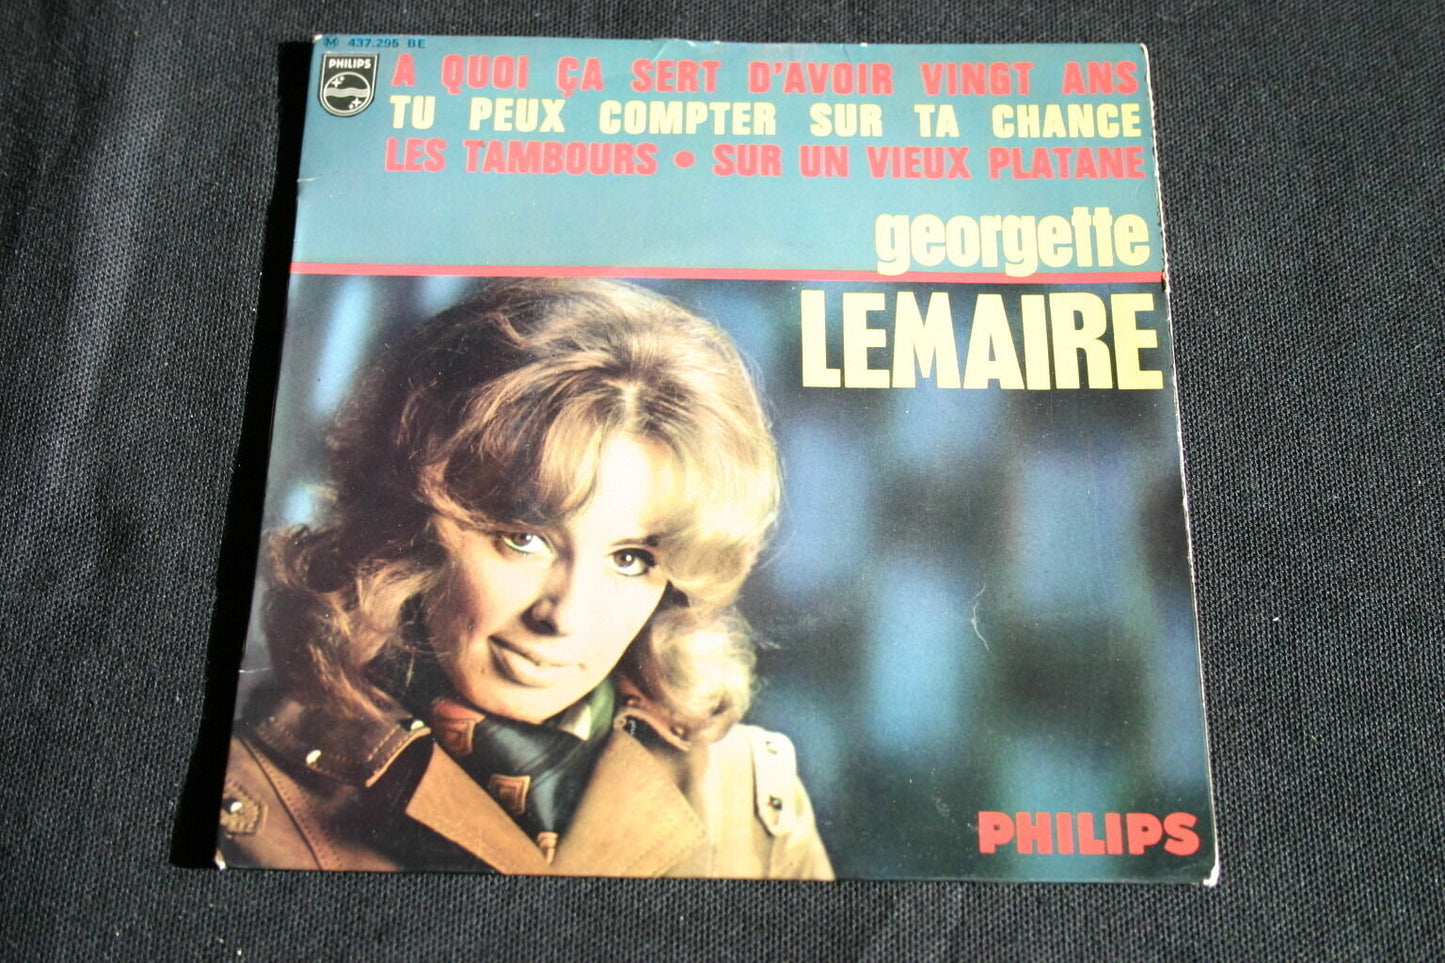 M 437.295 BE
PHILIPS
A QUOI ÇA SERT D'AVOIR VINGT ANS
TU PEUX COMPTER SUR TA CHANCE
LES TAMBOURS • SUR UN VIEUX PLATANE
georgette
LEMAIRE
PHILIPS